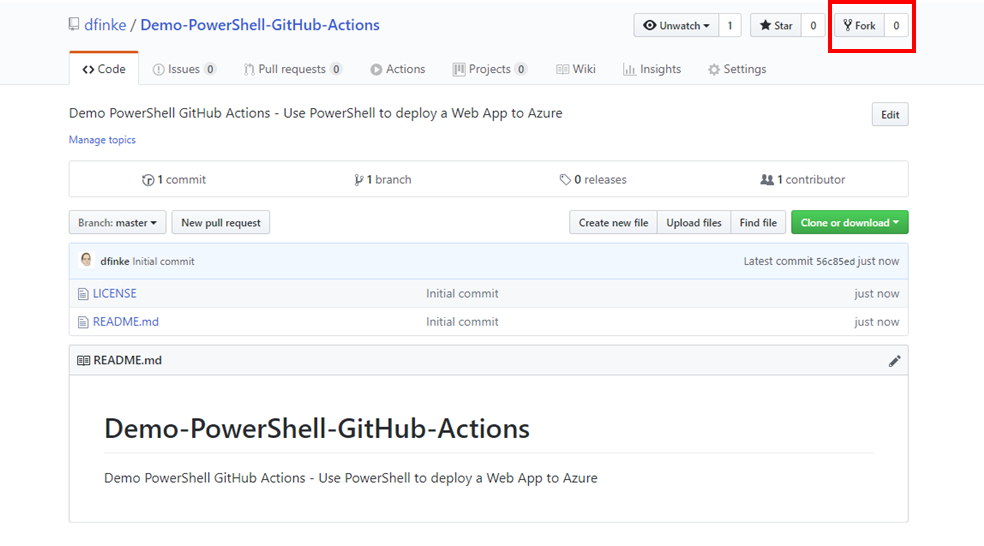 dfinke / Demo-PowerShell-GitHub-Actions Unwatch 1 Star 0 Fork 0
Code Issues 0 Pull requests 0 Actions Projects 0 Wiki Insights Settings
Demo PowerShell GitHub Actions - Use PowerShell to deploy a Web App to Azure Edit
Manage topics
1 commit 1 branch 0 releases 1 contributor
Branch: master New pull request Create new file Upload files Find file Clone or download
dfinke Initial commit Latest commit 56c85ed just now
LICENSE Initial commit just now
README.md Initial commit just now
README.md
Demo-PowerShell-GitHub-Actions
Demo PowerShell GitHub Actions - Use PowerShell to deploy a Web App to Azure